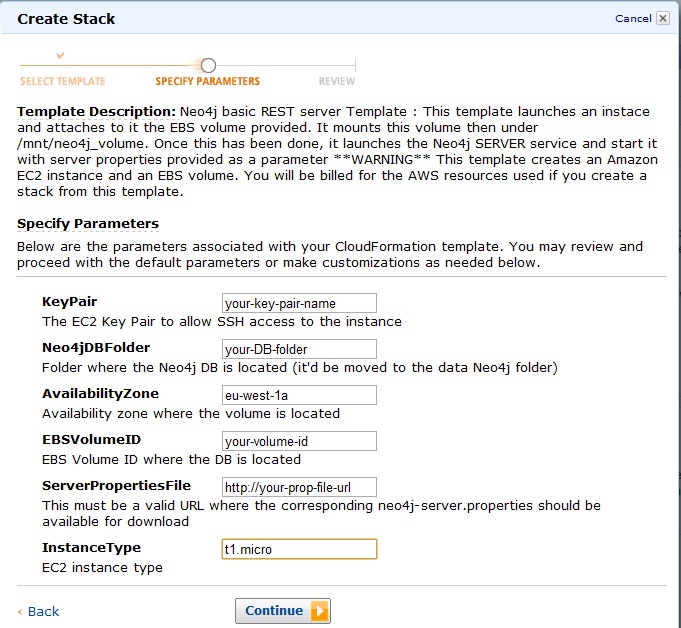 Create Stack
Cancel
SELECT TEMPLATE
SPECIFY PARAMETERS
REVIEW
Template Description: Neo4j basic REST server Template : This template launches an instace
and attaches to it the EBS volume provided. It mounts this volume then under
/mnt/neo4j_volume. Once this has been done, it launches the Neo4j SERVER service and start it
with server properties provided as a parameter **WARNING** This template creates an Amazon
EC2 instance and an EBS volume. You will be billed for the AWS resources used if you create a
stack from this template.
Specify Parameters
Below are the parameters associated with your CloudFormation template. You may review and
proceed with the default parameters or make customizations as needed below.
KeyPair your-key-pair-name
The EC2 Key Pair to allow SSH access to the instance
Neo4jDBFolder your-DB-folder
Folder where the Neo4j DB is located (it'd be moved to the data Neo4j folder)
AvailabilityZone eu-west-1a
Availability zone where the volume is located
EBSVolumeID your-volume-id
EBS Volume ID where the DB is located
ServerPropertiesFile http://your-prop-file-url
This must be a valid URL where the corresponding neo4j-server.properties should be
available for download
InstanceType t1.micro
EC2 instance type
‹ Back
Continue